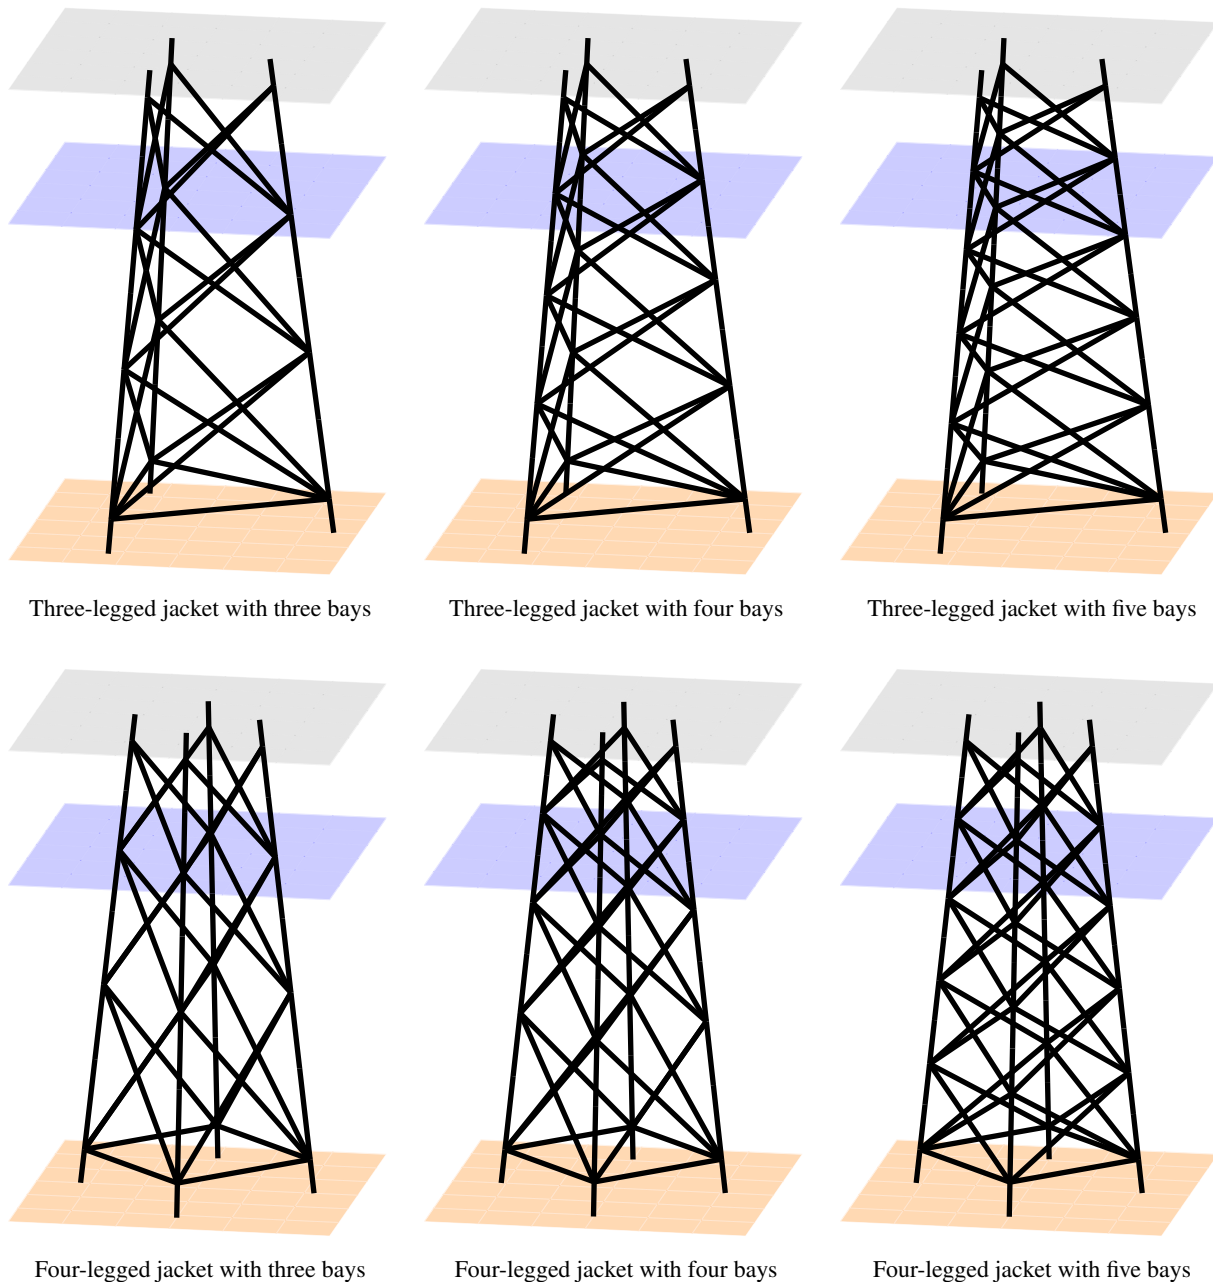 Three-legged jacket with three bays
Three-legged jacket with four bays
Three-legged jacket with five bays
Four-legged jacket with three bays
Four-legged jacket with four bays
Four-legged jacket with five bays